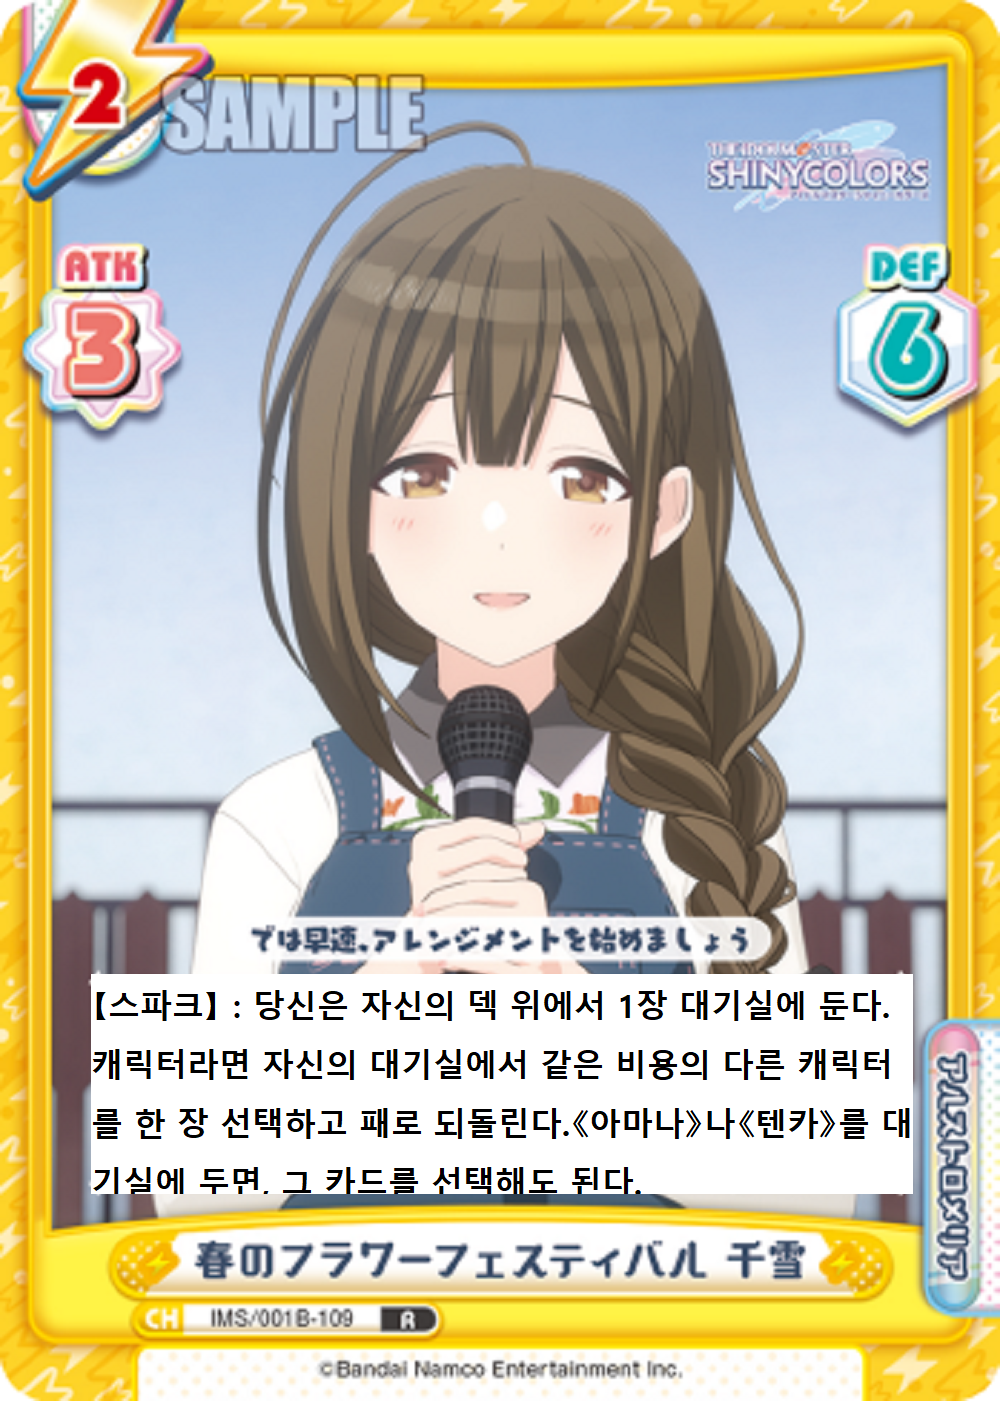 2
SAMPLE
THE IDOLM@STER
SHINYCOLORS
ATK
3
DEF
6
では早速、アレンジメントを始めましょう
【스파크】 : 당신은 자신의 덱 위에서 1장 대기실에 둔다.
캐릭터라면 자신의 대기실에서 같은 비용의 다른 캐릭터
를 한 장 선택하고 패로 되돌린다.《아마나》나《텐카》를 대
기실에 두면, 그 카드를 선택해도 된다.
アルストロメリア
春のフラワーフェスティバル 千雪
CH IMS/001B-109 R
©Bandai Namco Entertainment Inc.